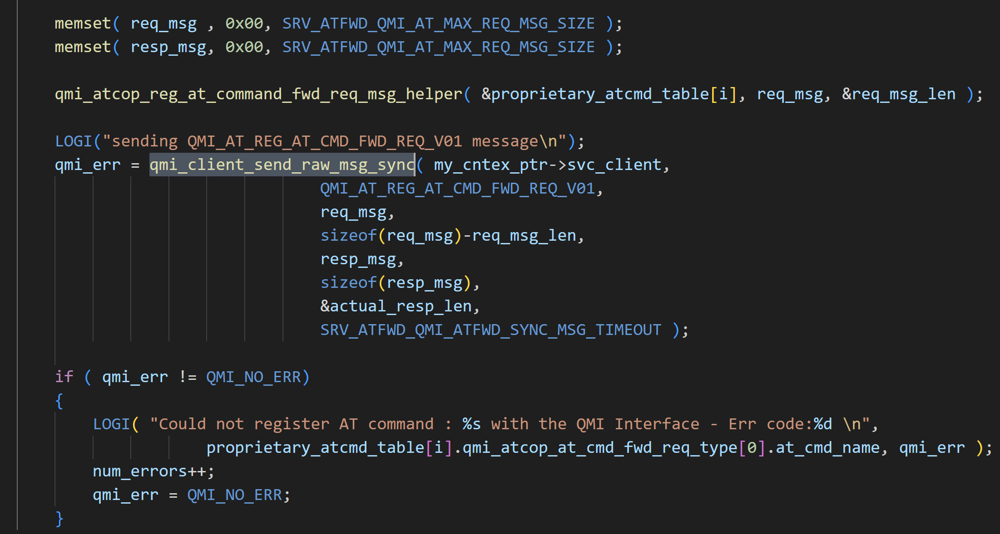 memset( req_msg , 0x00, SRV_ATFWD_QMI_AT_MAX_REQ_MSG_SIZE );
memset( resp_msg, 0x00, SRV_ATFWD_QMI_AT_MAX_REQ_MSG_SIZE );
qmi_atcop_reg_at_command_fwd_req_msg_helper( &proprietary_atcmd_table[i], req_msg, &req_msg_len );
LOGI("sending QMI_AT_REG_AT_CMD_FWD_REQ_V01 message\n");
qmi_err = qmi_client_send_raw_msg_sync( my_cntex_ptr->svc_client,
QMI_AT_REG_AT_CMD_FWD_REQ_V01,
req_msg,
sizeof(req_msg)-req_msg_len,
resp_msg,
sizeof(resp_msg),
&actual_resp_len,
SRV_ATFWD_QMI_ATFWD_SYNC_MSG_TIMEOUT );
if ( qmi_err != QMI_NO_ERR)
{
LOGI( "Could not register AT command : %s with the QMI Interface - Err code:%d \n",
proprietary_atcmd_table[i].qmi_atcop_at_cmd_fwd_req_type[0].at_cmd_name, qmi_err );
num_errors++;
qmi_err = QMI_NO_ERR;
}